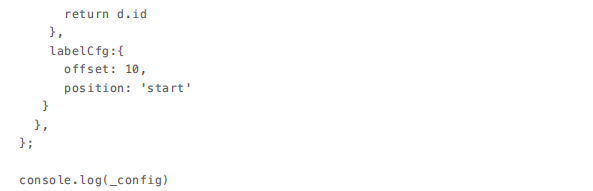 return d.id
},
labelCfg:{
offset: 10,
position: 'start'
}
},
};
console.log(_config)